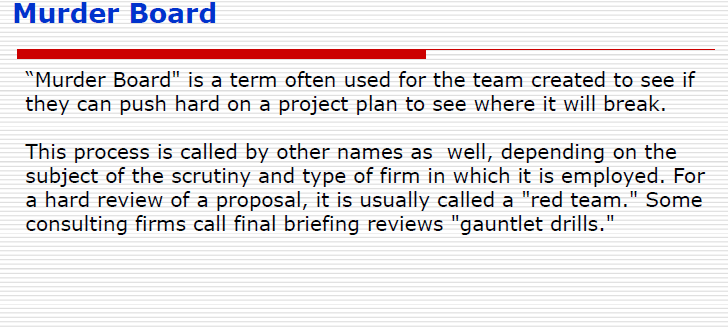 Murder Board
“Murder Board" is a term often used for the team created to see if
they can push hard on a project plan to see where it will break.
This process is called by other names as  well, depending on the
subject of the scrutiny and type of firm in which it is employed. For
a hard review of a proposal, it is usually called a "red team." Some
consulting firms call final briefing reviews "gauntlet drills."